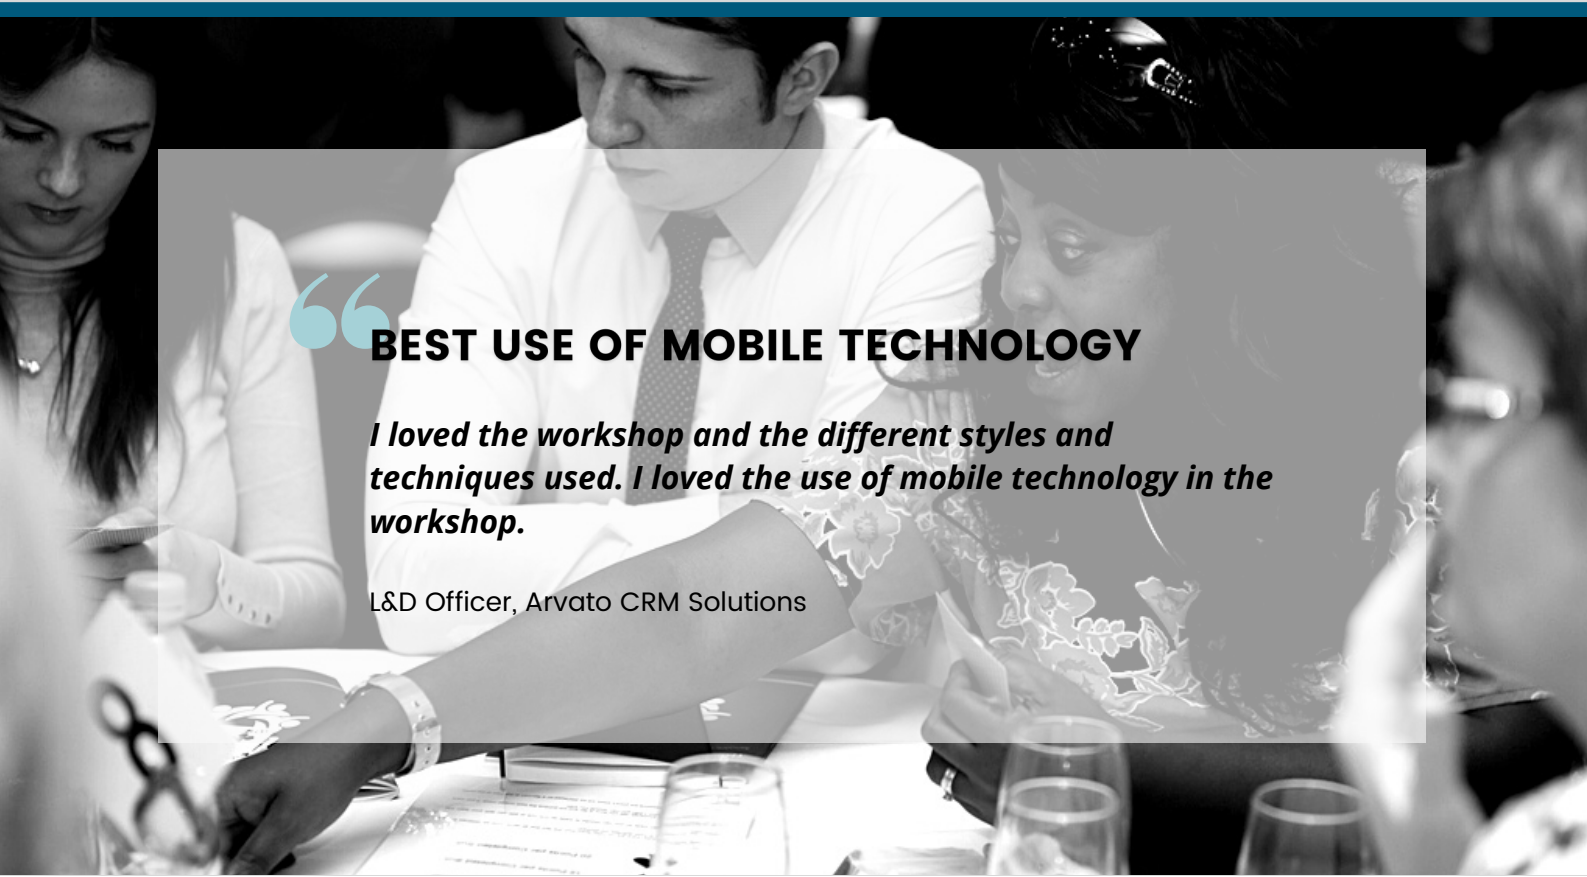 “
BEST USE OF MOBILE TECHNOLOGY
I loved the workshop and the different styles and
techniques used. I loved the use of mobile technology in the
workshop.
L&D Officer, Arvato CRM Solutions